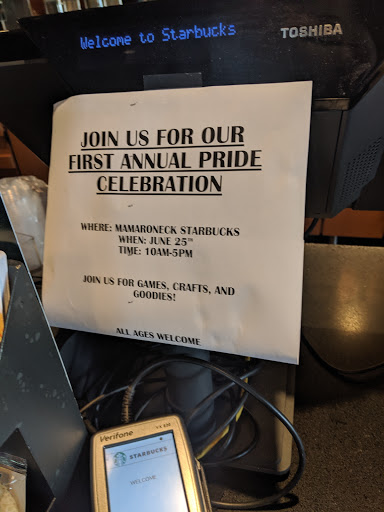 Welcome to Starbucks
TOSHIBA
JOIN US FOR OUR
FIRST ANNUAL PRIDE
CELEBRATION
WHERE: MAMARONECK STARBUCKS
WHEN: JUNE 25TH
TIME: 10AM-5PM
JOIN US FOR GAMES, CRAFTS, AND
GOODIES!
ALL AGES WELCOME
Verifone
STARBUCKS
WELCOME